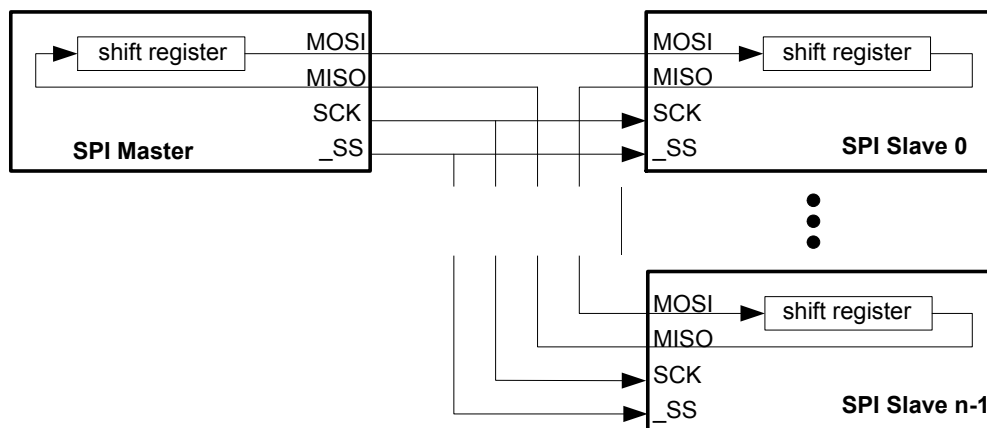 shift register
MOSI
MISO
SCK
_SS
SPI Master
MOSI
MISO
SCK
_SS
shift register
SPI Slave 0
MOSI
MISO
SCK
_SS
shift register
SPI Slave n-1